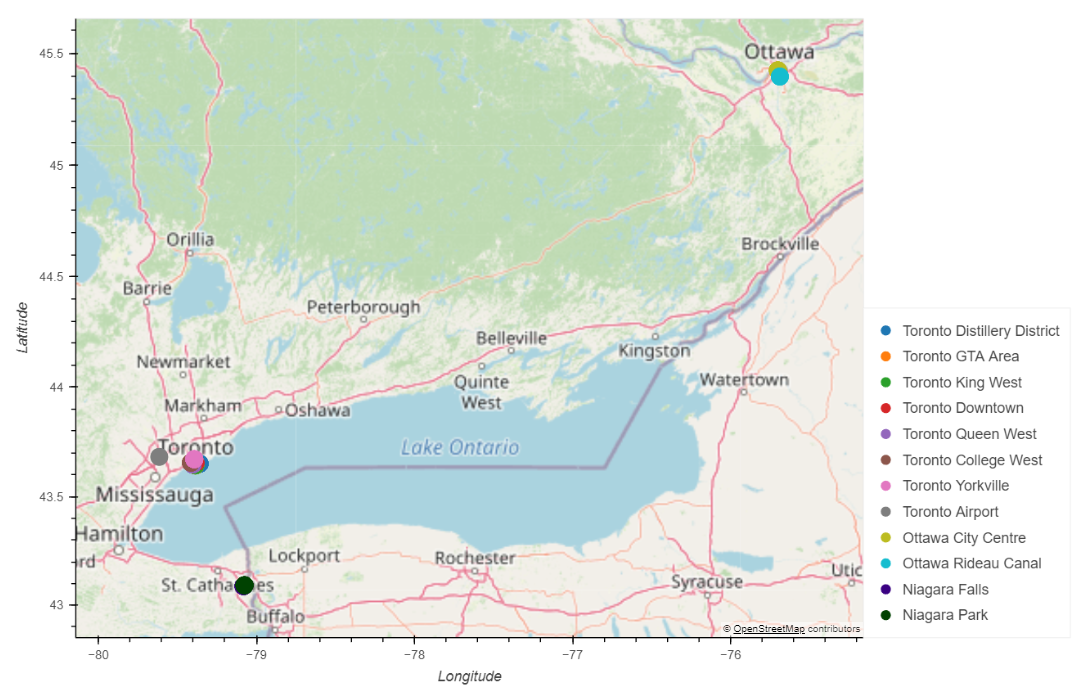 Ottawa
45.5
45
Orillia
Brockville
44.5
Barrie
Peterborough
Latitude
Belleville
Kingston
Newmarket
Toronto Distillery District
Toronto GTA Area
44
Quinte
West
Watertown
Toronto King West
Markham
Oshawa
Toronto Downtown
Toronto Queen West
Toronto
Lake Ontario
Toronto College West
Toronto Yorkville
43.5
Mississauga
Toronto Airport
Hamilton
Ottawa City Centre
rd
Lockport
Rochester
Ottawa Rideau Canal
St. Catha es
Syracuse
Utic
Niagara Falls
43
Buffalo
Niagara Park
© OpenStreetMap contributors
−80
−79
−78
−77
−76
Longitude